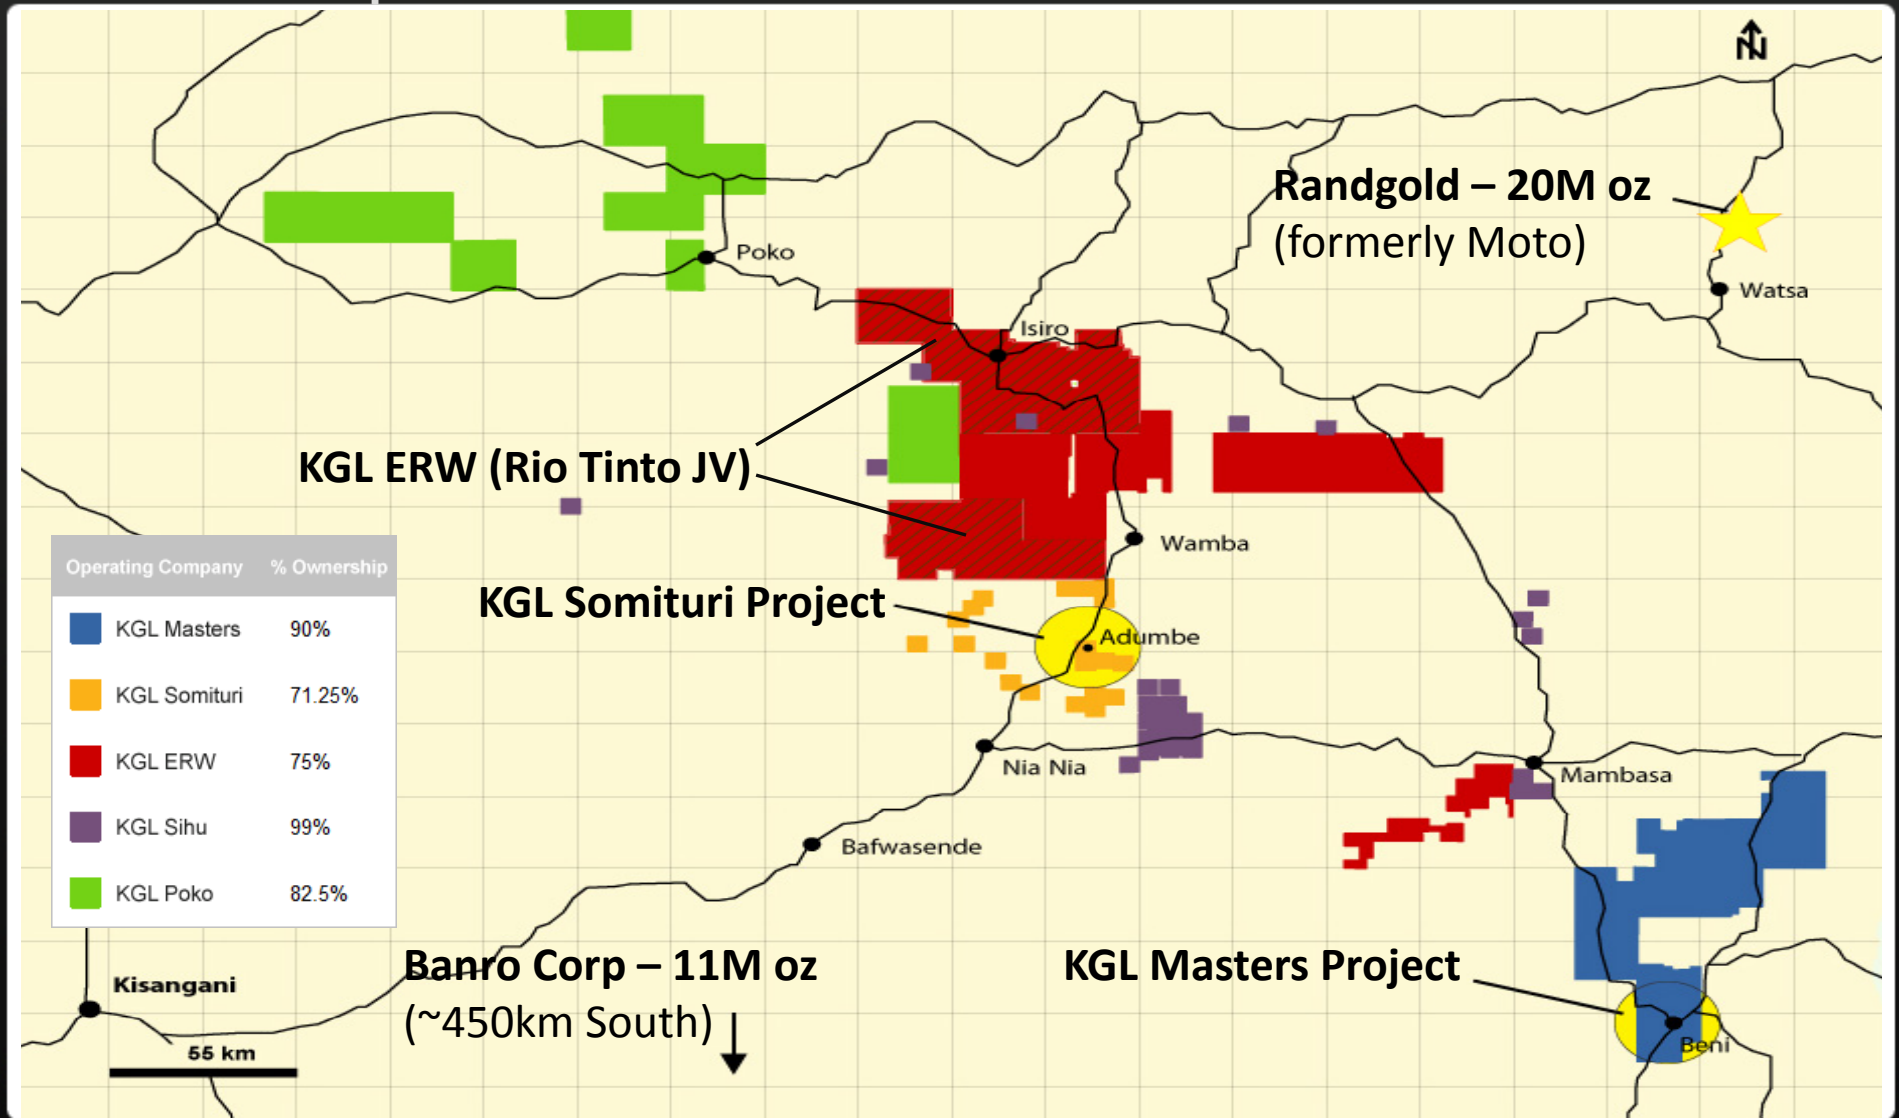 N
Randgold – 20M oz
(formerly Moto)
Poko
Watsa
Isiro
KGL ERW (Rio Tinto JV)
Wamba
Operating Company % Ownership
KGL Masters 90%
KGL Somituri 71.25%
KGL ERW 75%
KGL Sihu 99%
KGL Poko 82.5%
KGL Somituri Project
Adumbe
Nia Nia
Mambasa
Bafwasende
Banro Corp – 11M oz
(~450km South)
KGL Masters Project
Kisangani
55 km
Beni